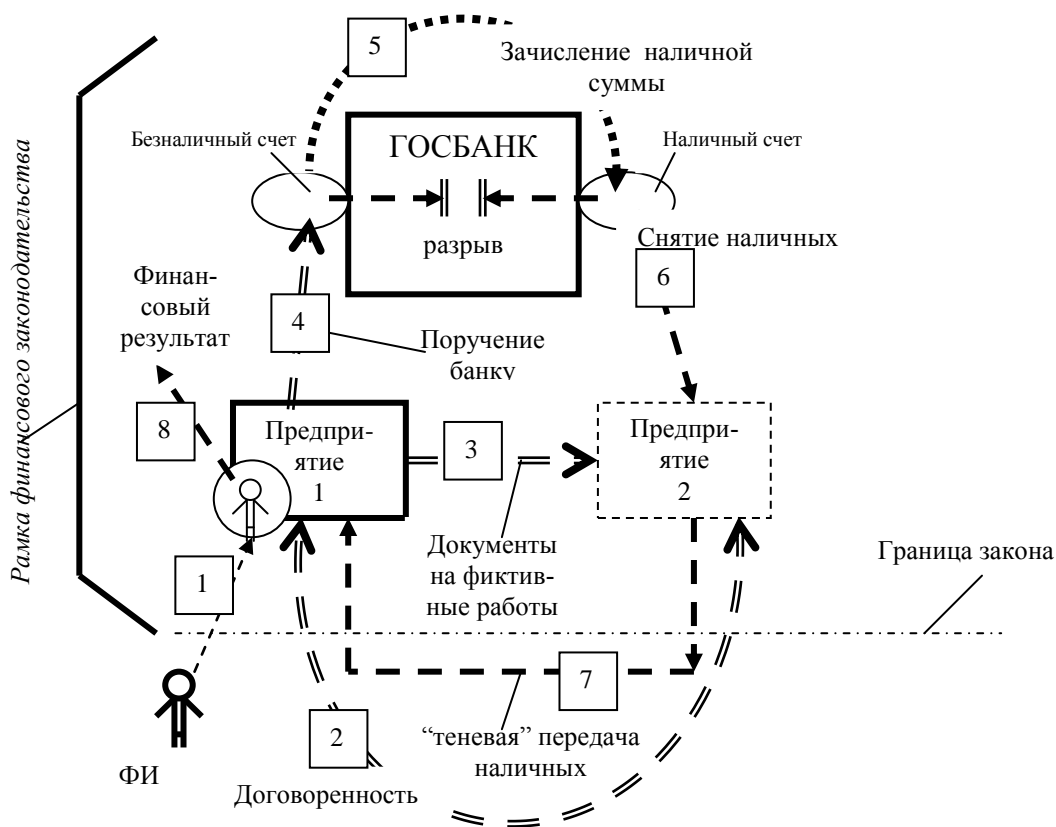 5
Зачисление наличной
суммы
Безналичный счет
ГОСБАНК
Наличный счет
разрыв
Снятие наличных
6
Финан-
совый
результат
4
Поручение
банку
Рамка финансового законодательства
8
Предпри-
ятие
1
3
Предпри-
ятие
2
Документы
на фиктив-
ные работы
Граница закона
1
7
2
“теневая” передача
наличных
ФИ
Договоренность